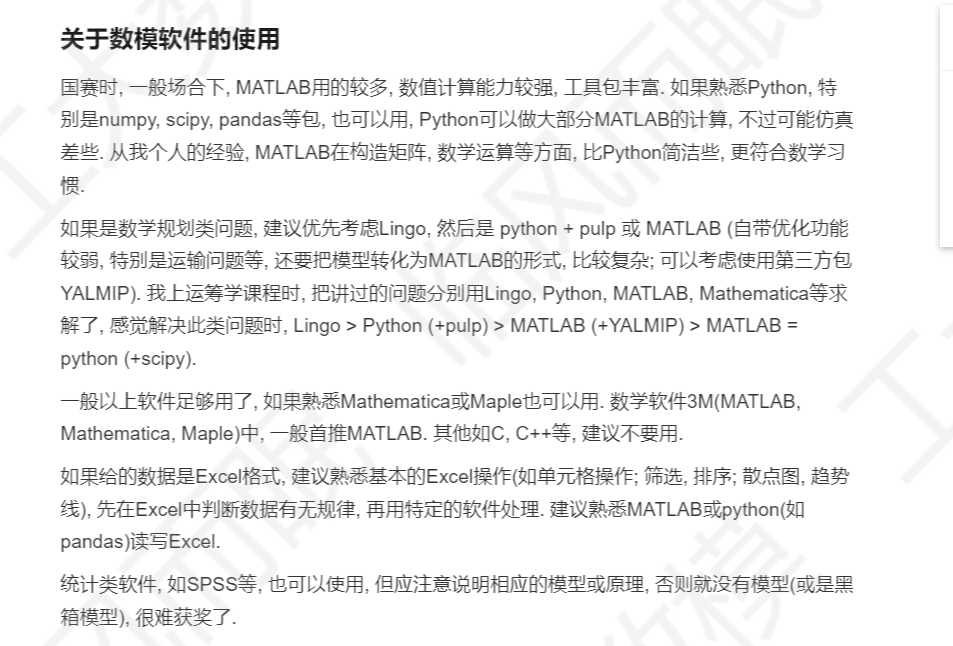 关于数模软件的使用
国赛时, 一般场合下, MATLAB用的较多, 数值计算能力较强, 工具包丰富. 如果熟悉Python, 特
别是numpy, scipy, pandas等包, 也可以用, Python可以做大部分MATLAB的计算, 不过可能仿真
差些. 从我个人的经验, MATLAB在构造矩阵, 数学运算等方面, 比Python简洁些, 更符合数学习
惯.
如果是数学规划类问题, 建议优先考虑Lingo, 然后是 python + pulp 或 MATLAB (自带优化功能
较弱, 特别是运输问题等, 还要把模型转化为MATLAB的形式, 比较复杂; 可以考虑使用第三方包
YALMIP). 我上运筹学课程时, 把讲过的问题分别用Lingo, Python, MATLAB, Mathematica等求
解了, 感觉解决此类问题时, Lingo > Python (+pulp) > MATLAB (+YALMIP) > MATLAB =
python (+scipy).
一般以上软件足够用了, 如果熟悉Mathematica或Maple也可以用. 数学软件3M(MATLAB,
Mathematica, Maple)中, 一般首推MATLAB. 其他如C, C++等, 建议不要用.
如果给的数据是Excel格式, 建议熟悉基本的Excel操作(如单元格操作; 筛选, 排序; 散点图, 趋势
线), 先在Excel中判断数据有无规律, 再用特定的软件处理. 建议熟悉MATLAB或python(如
pandas)读写Excel.
统计类软件, 如SPSS等, 也可以使用, 但应注意说明相应的模型或原理, 否则就没有模型(或是黑
箱模型), 很难获奖了.
临风而眠